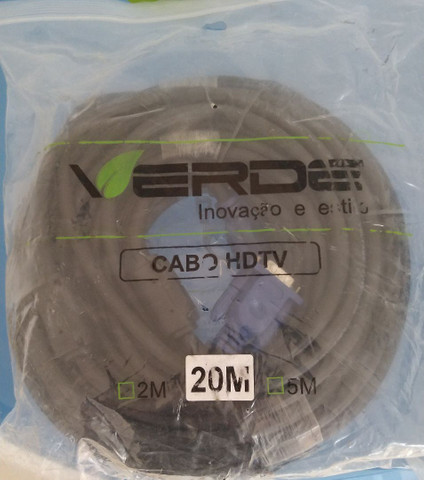 VERDE
Inovação e estilo
CABO HDTV
2M 20M 5M